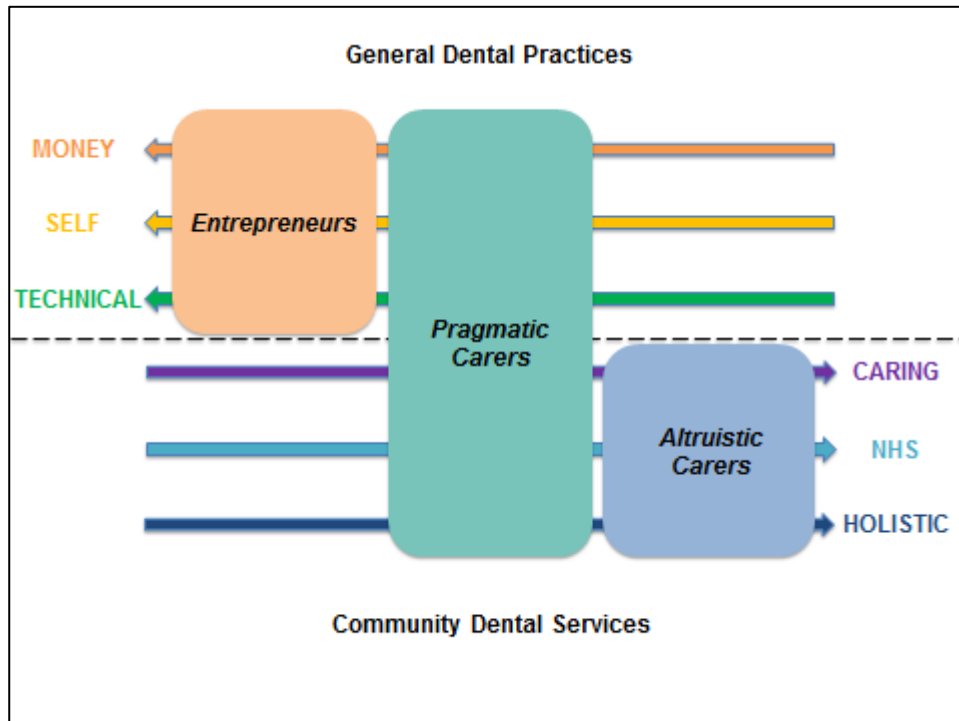 General Dental Practices
MONEY
SELF
Entrepreneurs
TECHNICAL
Pragmatic
Carers
CARING
Altruistic
Carers
NHS
HOLISTIC
Community Dental Services